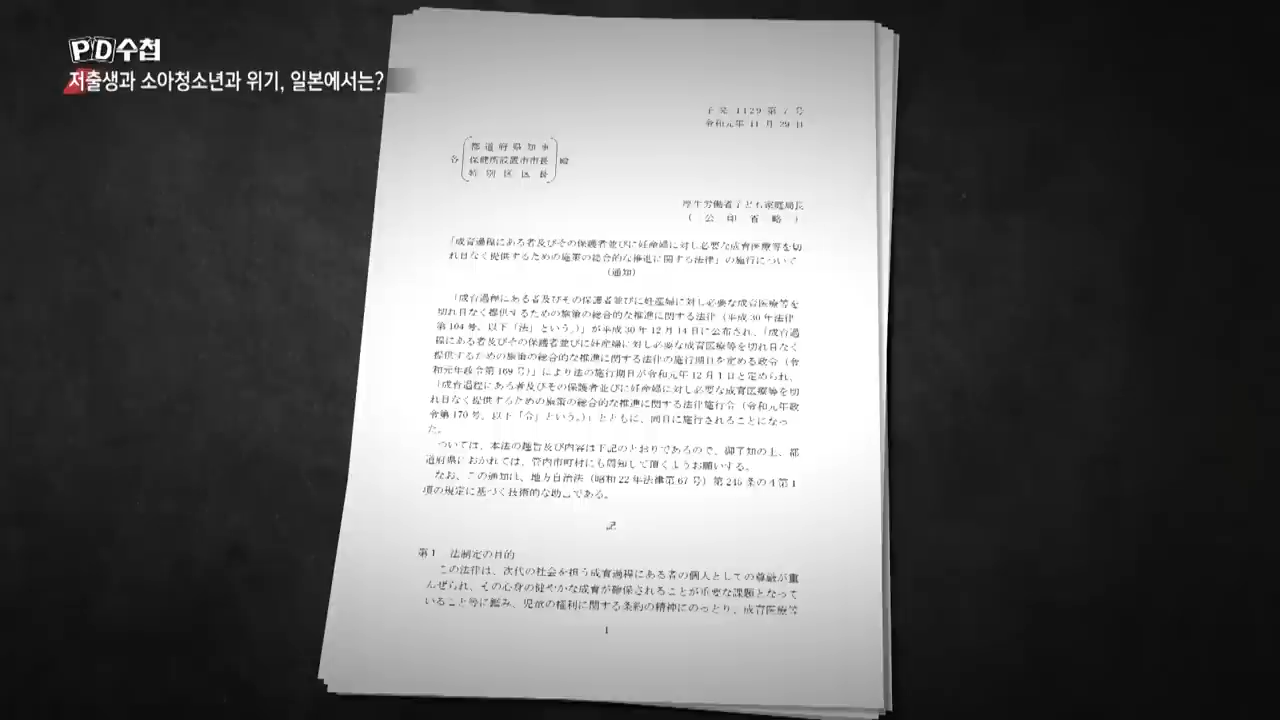 PD수첩
저출생과 소아청소년과 위기, 일본에서는?
子発1129第7号
令和元年11月29日
都道府県知事
各 保健所設置市市長 殿
特別区区長
厚生労働省子ども家庭局長
(公印省略)
「成育過程にある者及びその保護者並びに妊産婦に対し必要な成育医療等を切
れ目なく提供するための施策の総合的な推進に関する法律」の施行について
(通知)
「成育過程にある者及びその保護者並びに妊産婦に対し必要な成育医療等を
切れ目なく提供するための施策の総合的な推進に関する法律(平成30年法律
第104号。以下「法」という。)」が平成30年12月14日に公布され、「成育過
程にある者及びその保護者並びに妊産婦に対し必要な成育医療等を切れ目なく
提供するための施策の総合的な推進に関する法律の施行期日を定める政令(令
和元年政令第169号)」により法の施行期日が令和元年12月1日と定められ、
「成育過程にある者及びその保護者並びに妊産婦に対し必要な成育医療等を切
れ目なく提供するための施策の総合的な推進に関する法律施行令(令和元年政
令第170号。以下「令」という。)」とともに、同日に施行されることになっ
た。
ついては、本法の趣旨及び内容は下記のとおりであるので、御了知の上、都
道府県におかれては、管内市町村にも周知して頂くようお願いする。
なお、この通知は、地方自治法(昭和22年法律第67号)第245条の4第1
項の規定に基づく技術的な助言である。
記
第1 法制定の目的
この法律は、次代の社会を担う成育過程にある者の個人としての尊厳が重
んぜられ、その心身の健やかな成育が確保されることが重要な課題となって
いること等に鑑み、児童の権利に関する条約の精神にのっとり、成育医療等
1